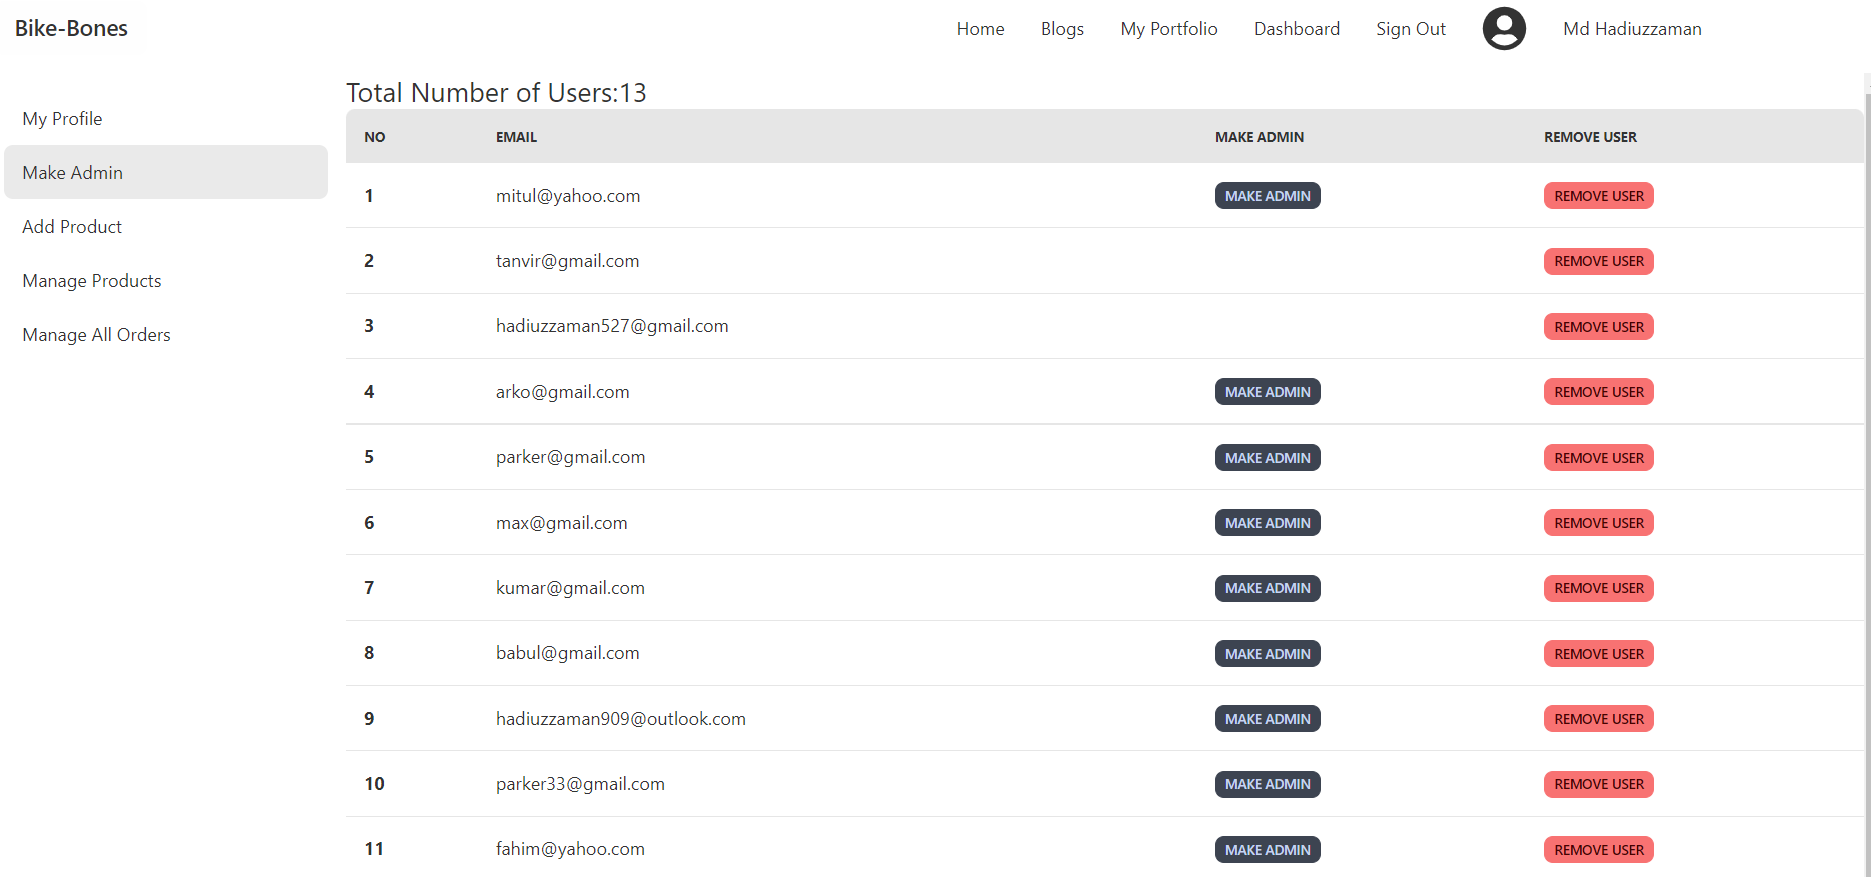 Bike-Bones Home Blogs My Portfolio Dashboard Sign Out Md Hadiuzzaman
My Profile
Make Admin
Add Product
Manage Products
Manage All Orders
Total Number of Users:13
NO EMAIL MAKE ADMIN REMOVE USER
1 mitul@yahoo.com MAKE ADMIN REMOVE USER
2 tanvir@gmail.com REMOVE USER
3 hadiuzzaman527@gmail.com REMOVE USER
4 arko@gmail.com MAKE ADMIN REMOVE USER
5 parker@gmail.com MAKE ADMIN REMOVE USER
6 max@gmail.com MAKE ADMIN REMOVE USER
7 kumar@gmail.com MAKE ADMIN REMOVE USER
8 babul@gmail.com MAKE ADMIN REMOVE USER
9 hadiuzzaman909@outlook.com MAKE ADMIN REMOVE USER
10 parker33@gmail.com MAKE ADMIN REMOVE USER
11 fahim@yahoo.com MAKE ADMIN REMOVE USER